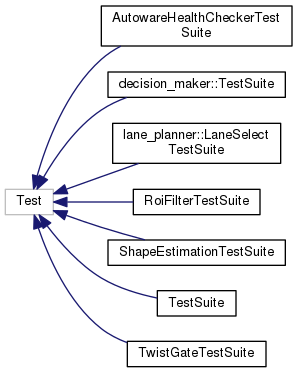 AutowareHealthCheckerTest
Suite
decision_maker::TestSuite
lane_planner::LaneSelect
TestSuite
Test
RoiFilterTestSuite
ShapeEstimationTestSuite
TestSuite
TwistGateTestSuite